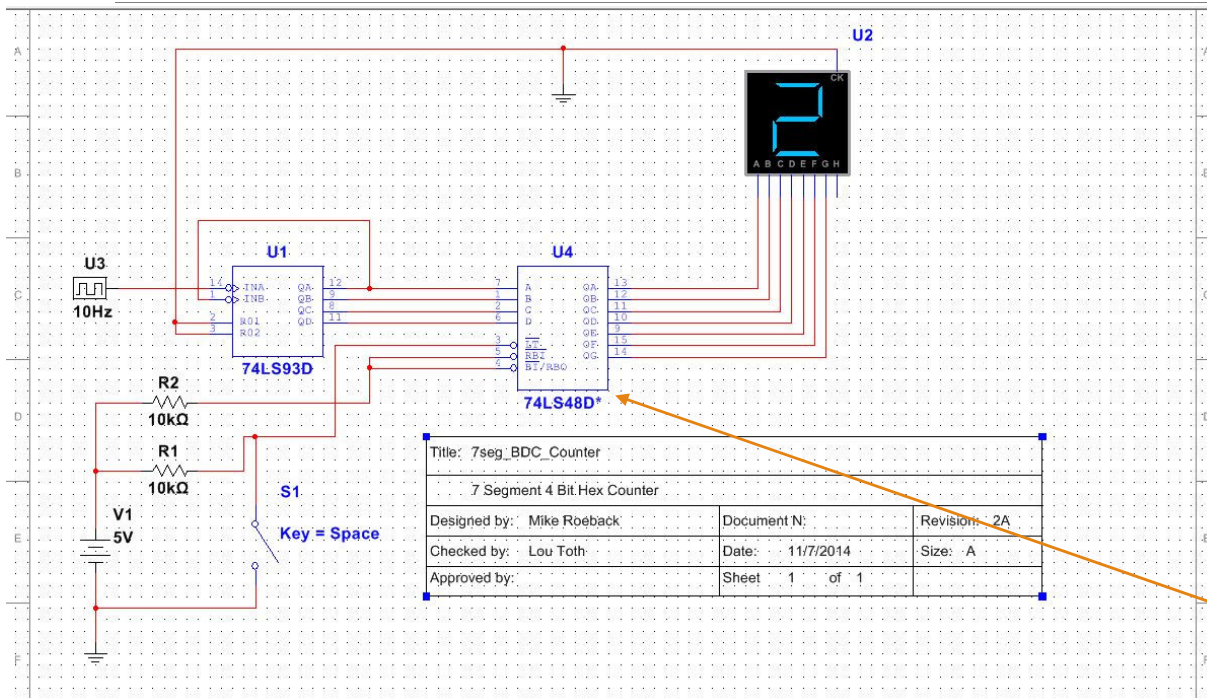 A
A
U2
CK
A B C D E F G H
B
U1
U4
U3
10Hz
C
14 INA QA 12
1 INB QB 9
QC 8
2 R01 QD 11
3 R02
74LS93D
7 A QA 13
1 B QB 12
2 C QC 11
6 D QD 10
QE 9
3 LT QF 15
5 RBI QG 14
4 BI/RBO
74LS48D*
R2
10kΩ
D
R1
10kΩ
S1
Key = Space
V1
5V
E
F
Title: 7seg_BDC_Counter
7 Segment 4 Bit Hex Counter
Designed by: Mike Roeback Document N: Revision: 2A
Checked by: Lou Toth Date: 11/7/2014 Size: A
Approved by: Sheet 1 of 1